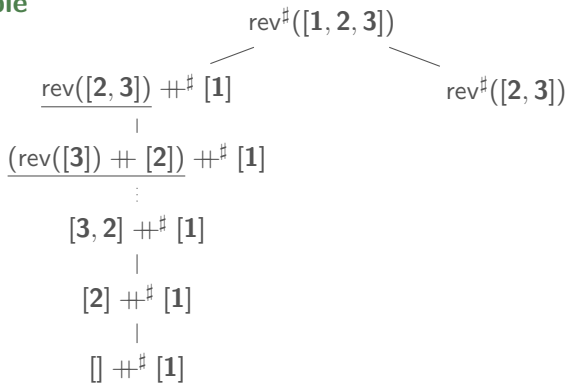 rev♯([1, 2, 3])
rev([2, 3]) ++♯ [1]
rev♯([2, 3])
(rev([3]) ++ [2]) ++♯ [1]
⋮
[3, 2] ++♯ [1]
[2] ++♯ [1]
[] ++♯ [1]